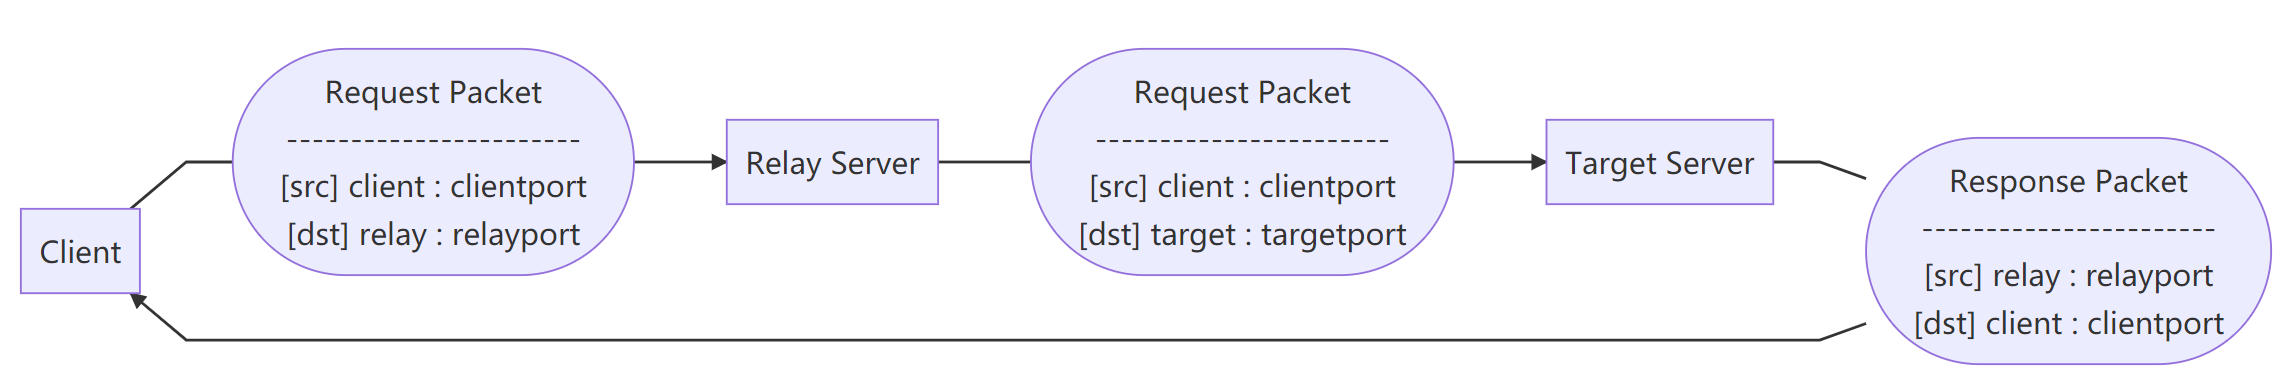 Client
Request Packet
-----------------------
[src] client : clientport
[dst] relay : relayport
Relay Server
Request Packet
-----------------------
[src] client : clientport
[dst] target : targetport
Target Server
Response Packet
-----------------------
[src] relay : relayport
[dst] client : clientport